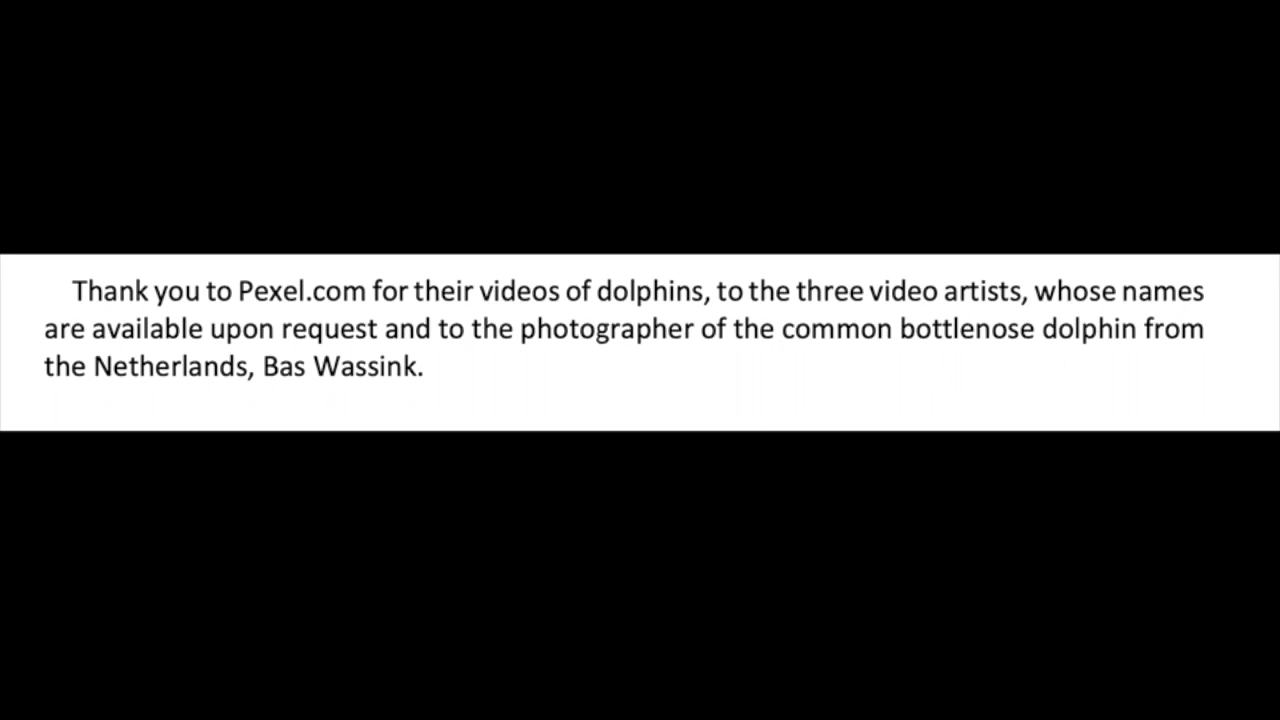 Thank you to Pexel.com for their videos of dolphins, to the three video artists, whose names
are available upon request and to the photographer of the common bottlenose dolphin from
the Netherlands, Bas Wassink.